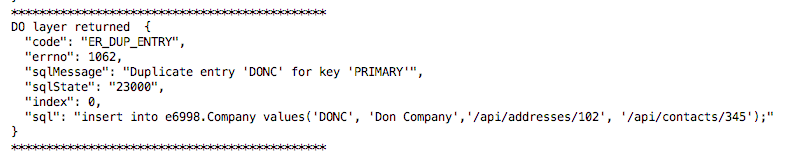 *********************************************
DO layer returned  {
  "code": "ER_DUP_ENTRY",
  "errno": 1062,
  "sqlMessage": "Duplicate entry 'DONC' for key 'PRIMARY'",
  "sqlState": "23000",
  "index": 0,
  "sql": "insert into e6998.Company values('DONC', 'Don Company','/api/addresses/102', '/api/contacts/345');"
}
*********************************************